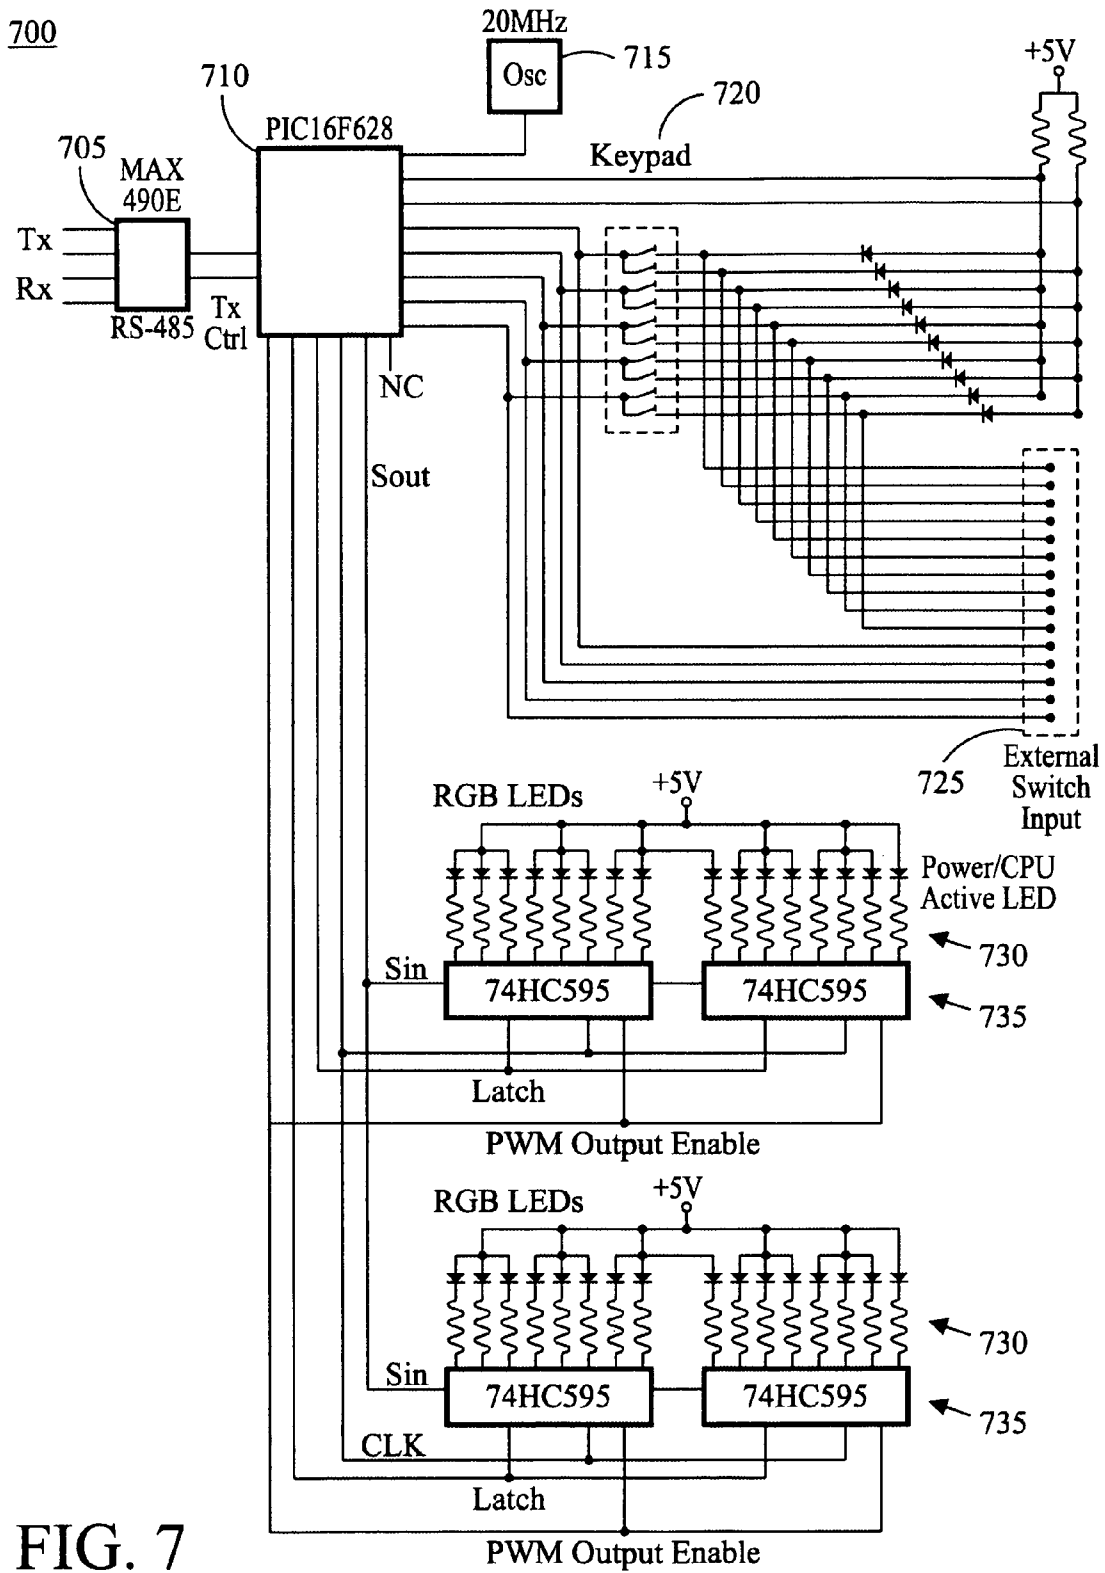 700
20MHz
Osc
715
+5V
710
720
PIC16F628
Keypad
705
MAX
490E
Tx
Rx
RS-485
Tx
Ctrl
NC
Sout
725
External
Switch
Input
RGB LEDs
+5V
Power/CPU
Active LED
730
Sin
74HC595
74HC595
735
Latch
PWM Output Enable
RGB LEDs
+5V
730
Sin
74HC595
74HC595
735
CLK
Latch
PWM Output Enable
FIG. 7